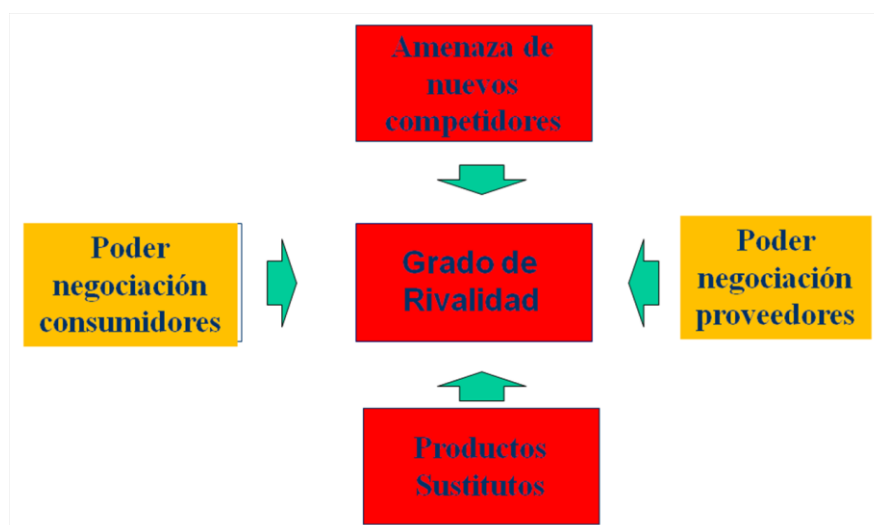 Amenaza de
nuevos
competidores
Poder
negociación
consumidores
Grado de
Rivalidad
Poder
negociación
proveedores
Productos
Sustitutos